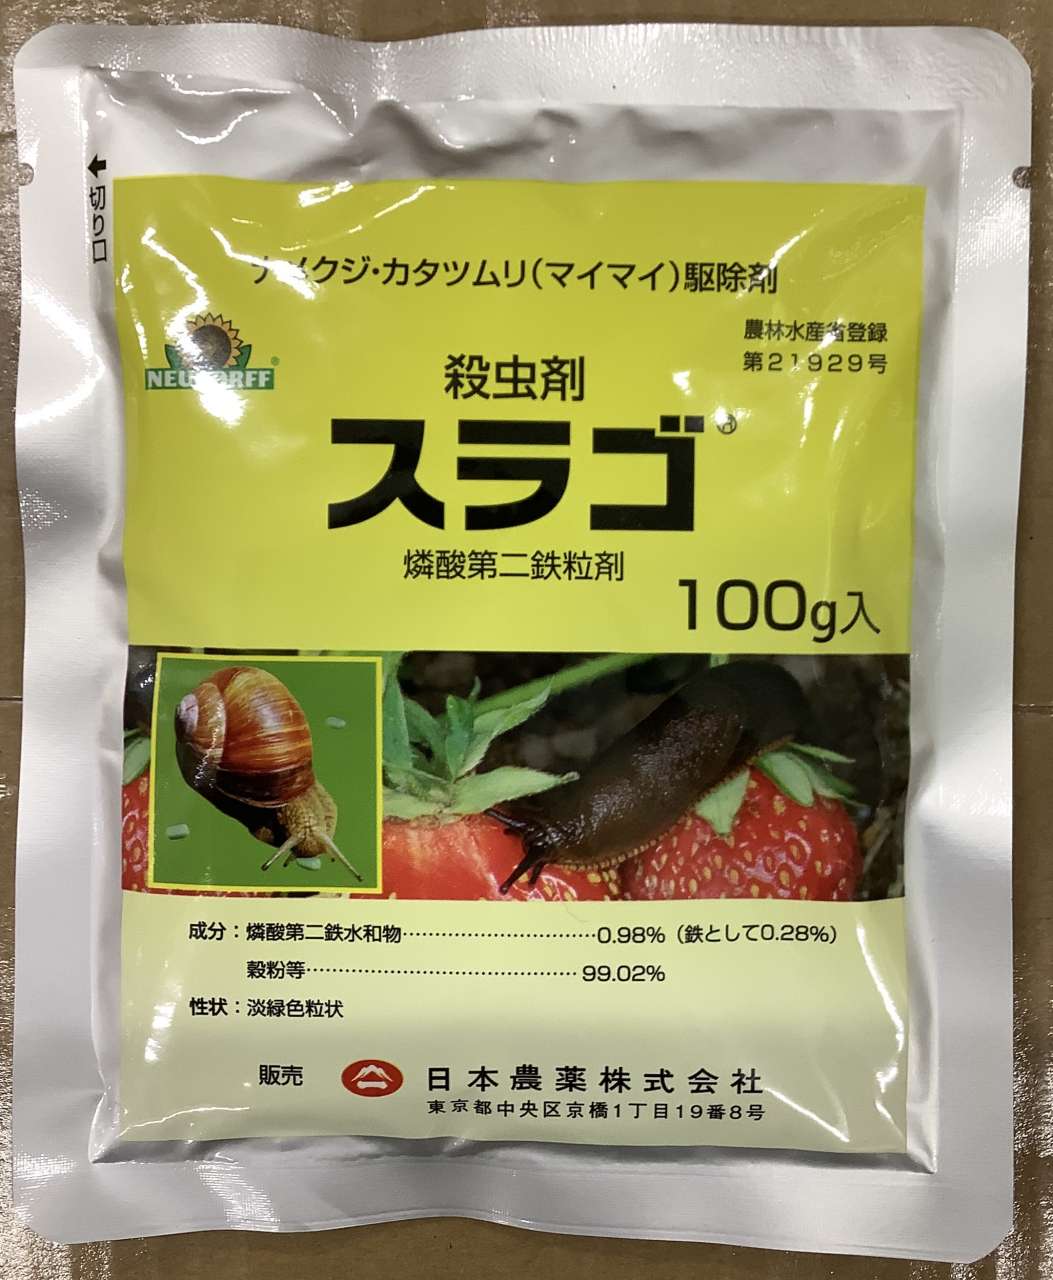 切り口
ナメクジ・カタツムリ(マイマイ)駆除剤
農林水産省登録
第21929号
NEUDORFF®
殺虫剤
スラゴ®
燐酸第二鉄粒剤
100g入
成分：燐酸第二鉄水和物…………………………0.98%（鉄として0.28%）
穀粉等……………………………………99.02%
性状：淡緑色粒状
販売 日本農薬株式会社
東京都中央区京橋1丁目19番8号